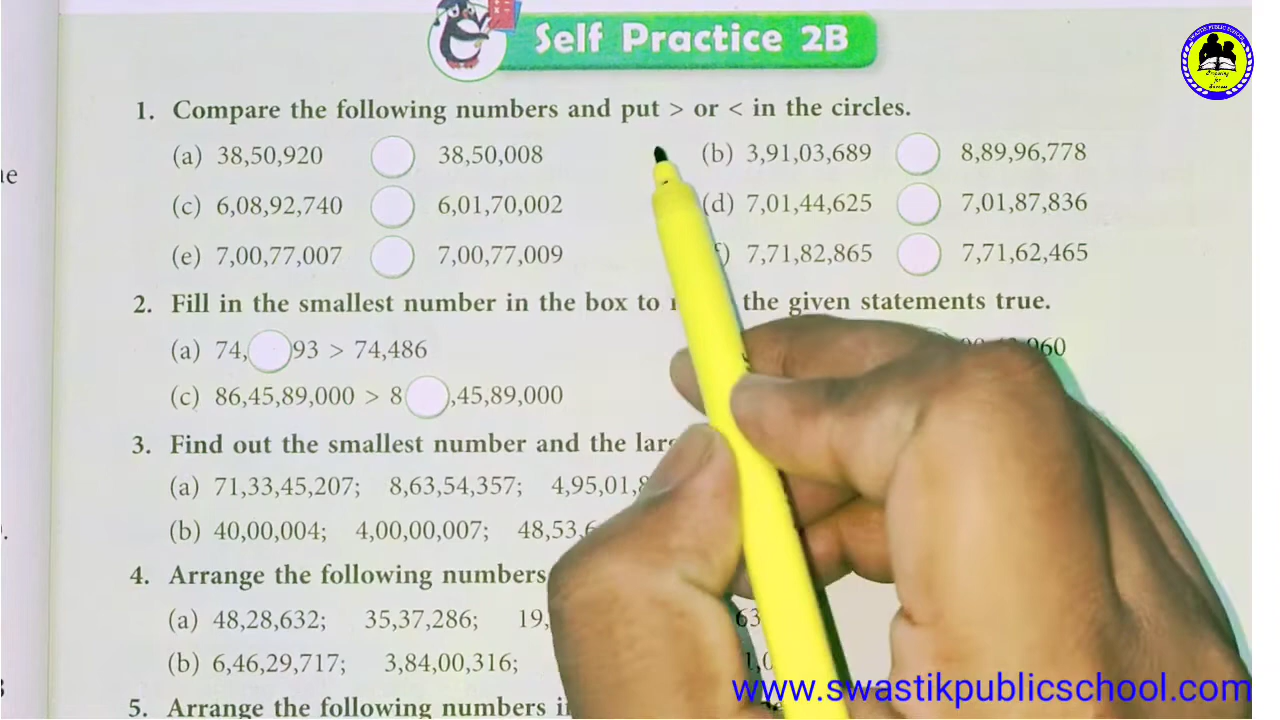 Self Practice 2B
1. Compare the following numbers and put > or < in the circles.
(a) 38,50,920 38,50,008 (b) 3,91,03,689 8,89,96,778
(c) 6,08,92,740 6,01,70,002 (d) 7,01,44,625 7,01,87,836
(e) 7,00,77,007 7,00,77,009 7,71,82,865 7,71,62,465
2. Fill in the smallest number in the box to the given statements true.
(a) 74, 93 > 74,486
(c) 86,45,89,000 > 8 ,45,89,000
3. Find out the smallest number and the
(a) 71,33,45,207; 8,63,54,357; 4,95,01,
(b) 40,00,004; 4,00,00,007; 48,53,
4. Arrange the following numbers
(a) 48,28,632; 35,37,286; 19,
(b) 6,46,29,717; 3,84,00,316;
5. Arrange the following numbers
www.swastikpublicschool.com
SWASTIK PUBLIC SCHOOL
Preparing
for
Success